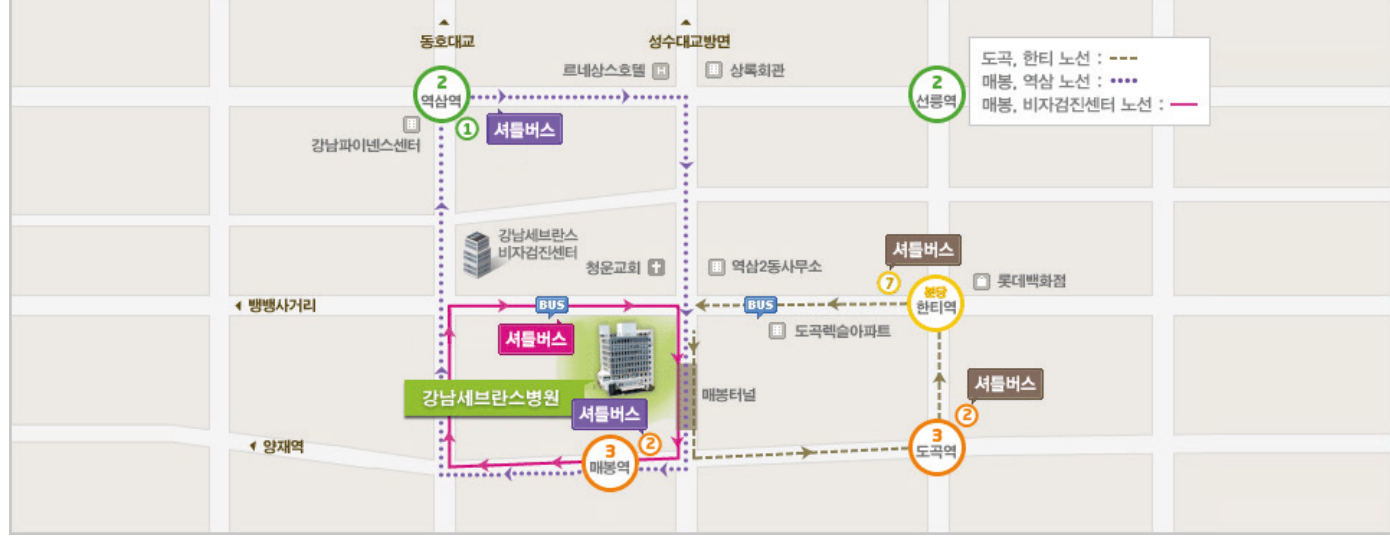 동호대교
성수대교방면
르네상스호텔 H
상록회관
도곡, 한티 노선 :
매봉, 역삼 노선 :
매봉, 비자검진센터 노선 :
2
역삼역
2
선릉역
1
셔틀버스
강남파이낸스센터
강남세브란스
비자검진센터
청운교회
역삼2동사무소
셔틀버스
7
분당
한티역
롯데백화점
뱅뱅사거리
BUS
셔틀버스
BUS
도곡렉슬아파트
강남세브란스병원
매봉터널
셔틀버스
2
셔틀버스
2
양재역
3
매봉역
3
도곡역